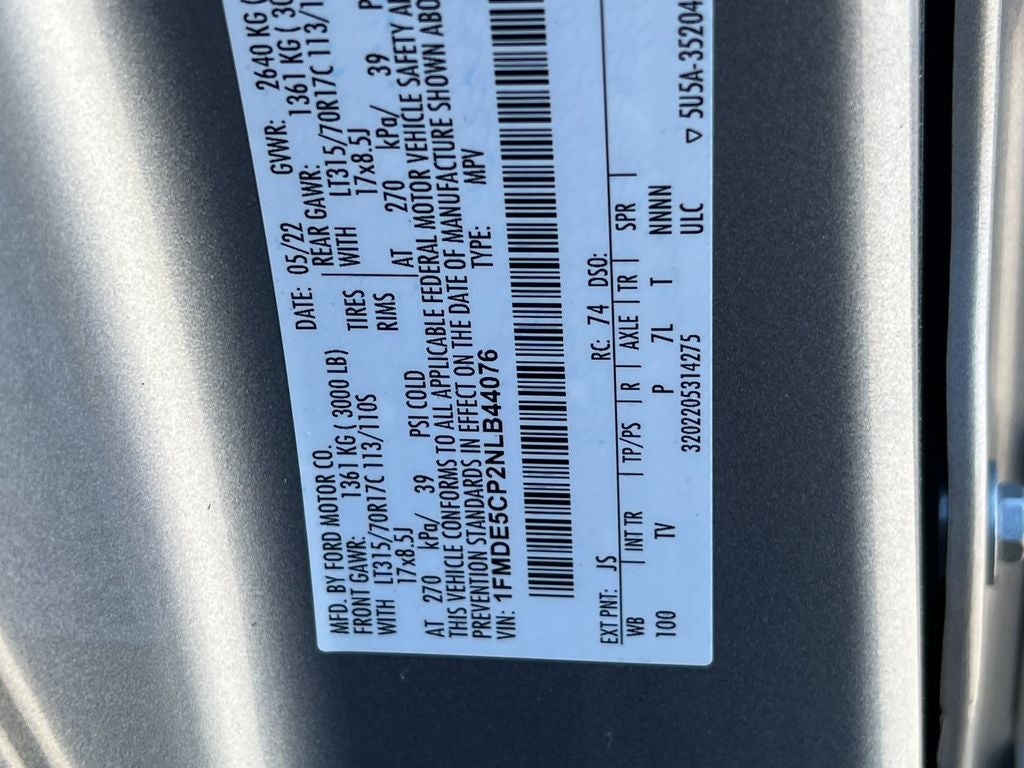 MFD. BY FORD MOTOR CO.
DATE: 05/22 GVWR: 2640 KG (
FRONT GAWR: 1361 KG ( 3000 LB) REAR GAWR: 1361 KG ( 30
WITH LT315/70R17C 113/110S TIRES WITH LT315/70R17C 113/1
17x8.5J RIMS 17x8.5J
AT 270 kPa/ 39 PSI COLD AT 270 kPa/ 39 P
THIS VEHICLE CONFORMS TO ALL APPLICABLE FEDERAL MOTOR VEHICLE SAFETY A
PREVENTION STANDARDS IN EFFECT ON THE DATE OF MANUFACTURE SHOWN ABO
VIN: 1FMDE5CP2NLB44076 TYPE: MPV
EXT PNT: JS RC: 74 DSO:
WB | INT TR | TP/PS | R | AXLE | TR | SPR |
100 TV P 7L T NNNN
3202205314275 ULC ▽ 5U5A-35204